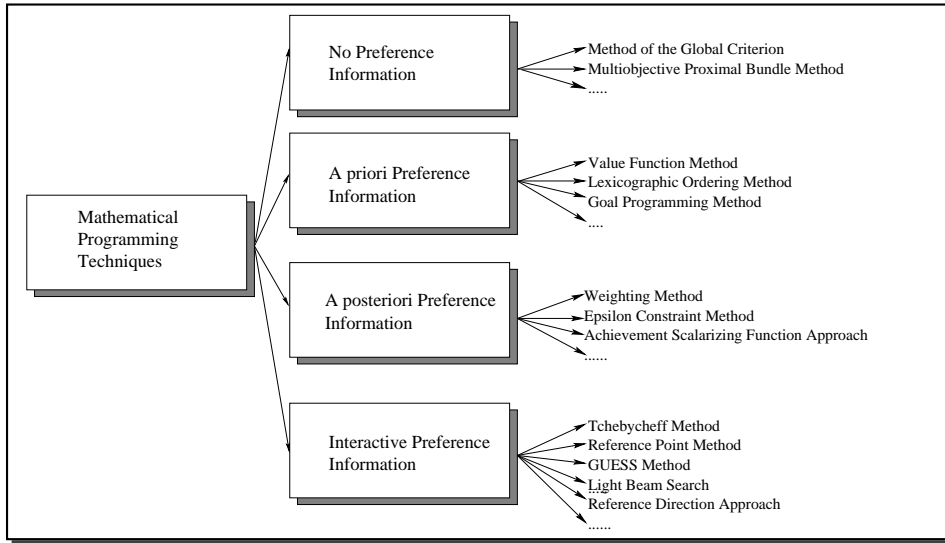 Mathematical
Programming
Techniques
No Preference
Information
Method of the Global Criterion
Multiobjective Proximal Bundle Method
.....
A priori Preference
Information
Value Function Method
Lexicographic Ordering Method
Goal Programming Method
....
A posteriori Preference
Information
Weighting Method
Epsilon Constraint Method
Achievement Scalarizing Function Approach
......
Interactive Preference
Information
Tchebycheff Method
Reference Point Method
GUESS Method
Light Beam Search
.....
Reference Direction Approach
......